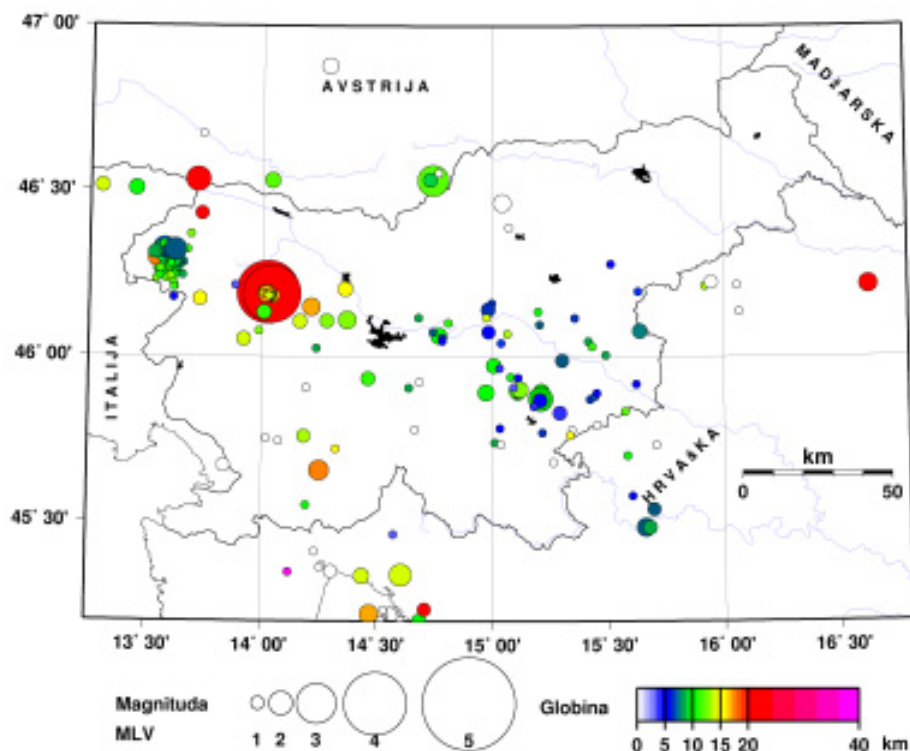 47° 00'
AVSTRIJA
MADŽARSKA
46° 30'
46° 00'
ITALIJA
HRVAŠKA
km
0 50
45° 30'
13° 30' 14° 00' 14° 30' 15° 00' 15° 30' 16° 00' 16° 30'
Magnituda
MLV
1 2 3 4 5
Globina
0 5 10 15 20 40 km